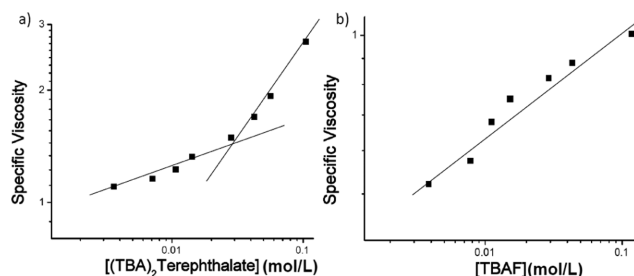 a)
3
2
1
Specific Viscosity
0.01
0.1
[(TBA)₂Terephthalate] (mol/L)
b)
1
Specific Viscosity
0.01
0.1
[TBAF](mol/L)